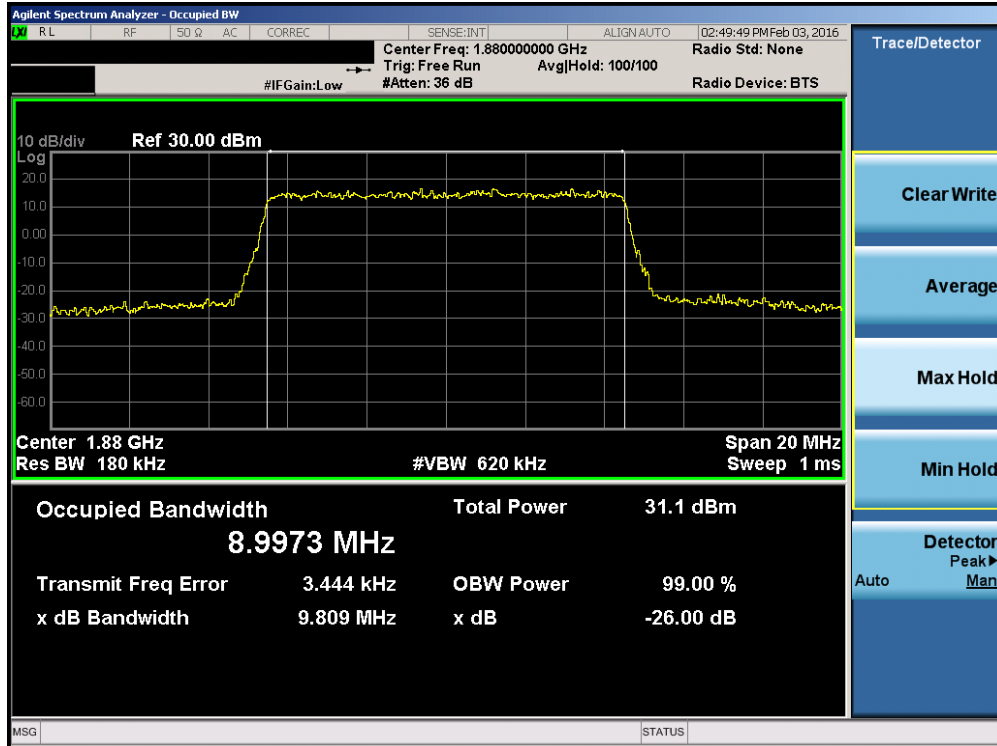 Agilent Spectrum Analyzer - Occupied BW
LXI RL RF 50 Ω AC CORREC SENSE:INT ALIGN AUTO 02:49:49 PM Feb 03, 2016
Center Freq: 1.880000000 GHz Radio Std: None
Trig: Free Run Avg|Hold: 100/100
#IFGain:Low #Atten: 36 dB Radio Device: BTS
Trace/Detector
10 dB/div Ref 30.00 dBm
Log
20.0
10.0
0.00
-10.0
-20.0
-30.0
-40.0
-50.0
-60.0
Center 1.88 GHz Span 20 MHz
Res BW 180 kHz #VBW 620 kHz Sweep 1 ms
Occupied Bandwidth Total Power 31.1 dBm
8.9973 MHz
Transmit Freq Error 3.444 kHz OBW Power 99.00 %
x dB Bandwidth 9.809 MHz x dB -26.00 dB
Clear Write
Average
Max Hold
Min Hold
Detector
Peak▶
Auto Man
MSG STATUS